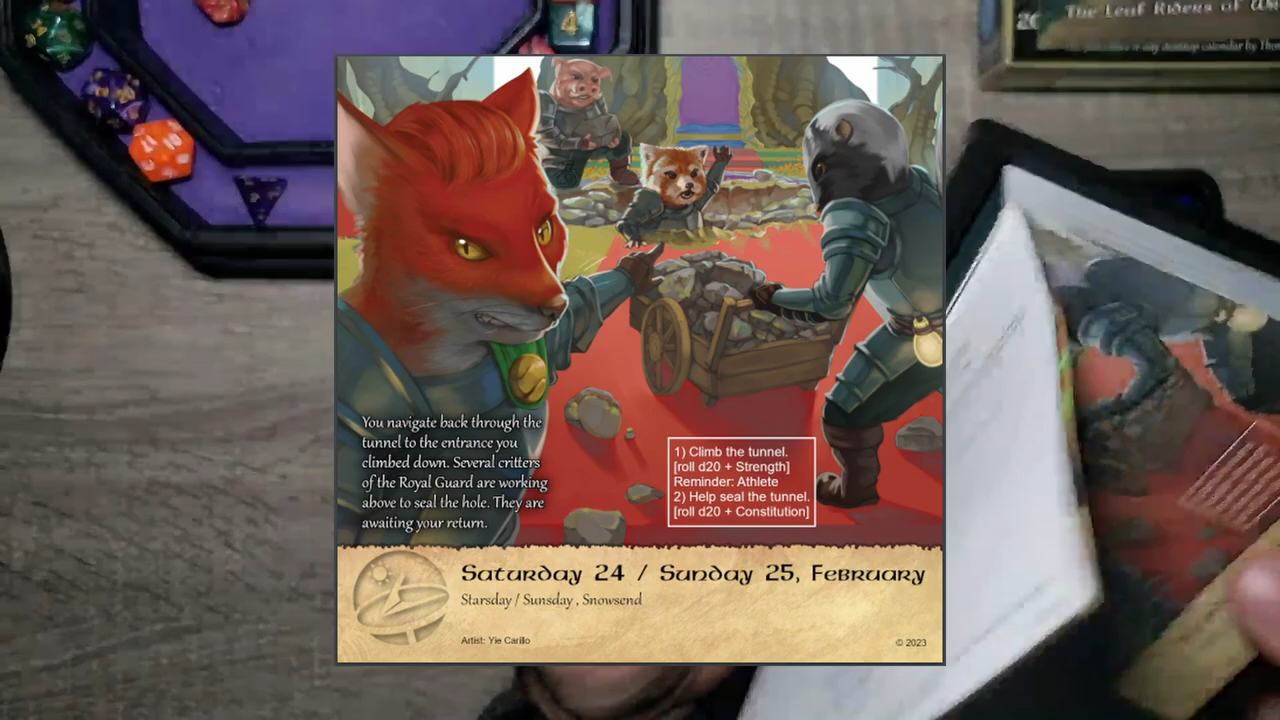 4
20
The Leaf Riders of
You navigate back through the
tunnel to the entrance you
climbed down. Several critters
of the Royal Guard are working
above to seal the hole. They are
awaiting your return.
1) Climb the tunnel.
[roll d20 + Strength]
Reminder: Athlete
2) Help seal the tunnel.
[roll d20 + Constitution]
Saturday 24 / Sunday 25, February
Starsday / Sunsday , Snowsend
Artist: Yie Carillo
© 2023